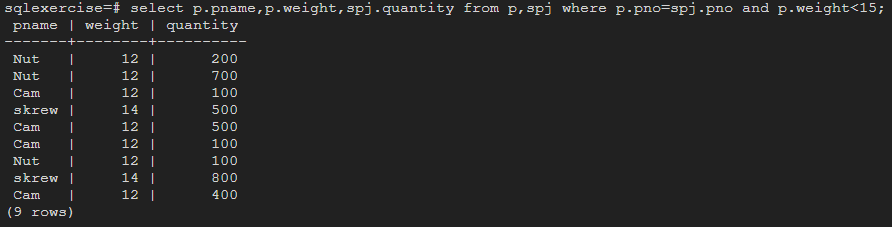 sqlexercise=# select p.pname,p.weight,spj.quantity from p,spj where p.pno=spj.pno and p.weight<15;
 pname | weight | quantity
-------+--------+----------
 Nut   |     12 |      200
 Nut   |     12 |      700
 Cam   |     12 |      100
 skrew |     14 |      500
 Cam   |     12 |      500
 Cam   |     12 |      100
 Nut   |     12 |      100
 skrew |     14 |      800
 Cam   |     12 |      400
(9 rows)